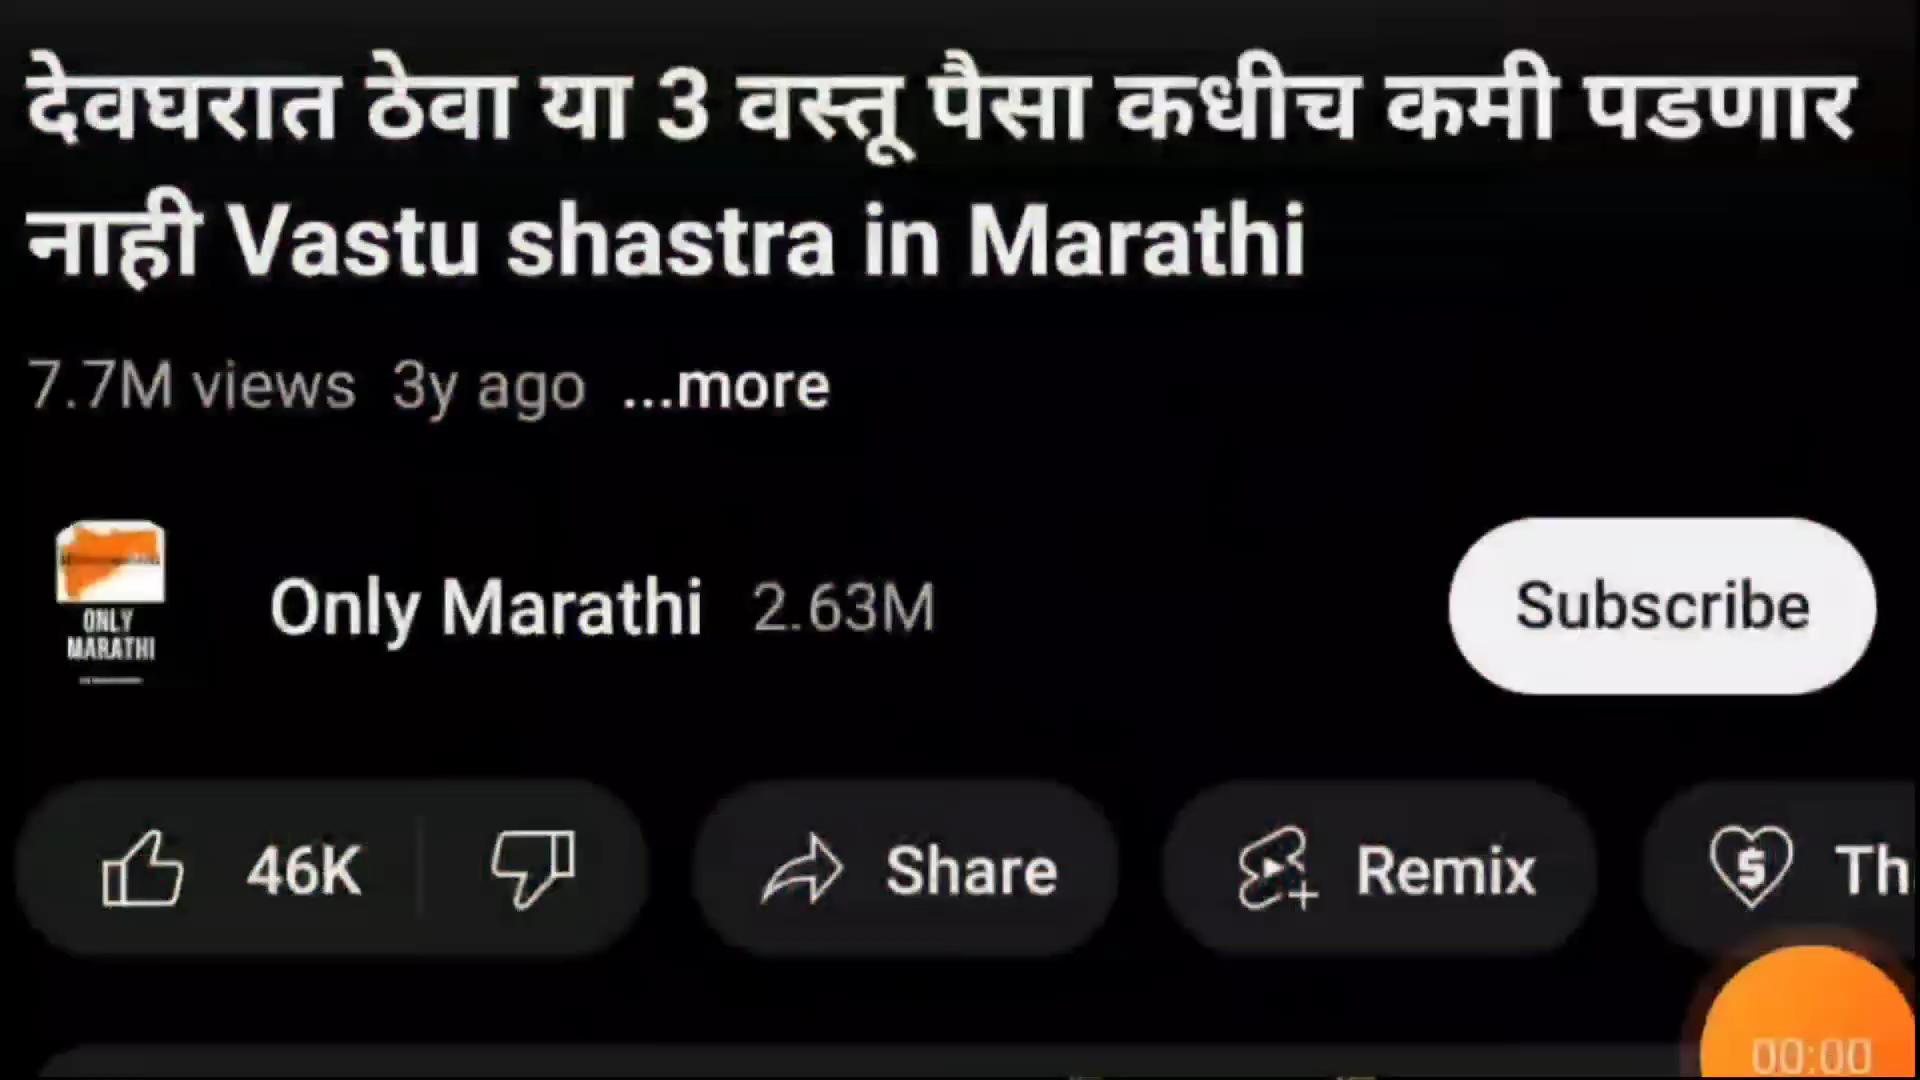 देवघरात ठेवा या 3 वस्तू पैसा कधीच कमी पडणार
नाही Vastu shastra in Marathi
7.7M views 3y ago ...more
ONLY
MARATHI
Only Marathi 2.63M
Subscribe
46K Share Remix Th
00:00